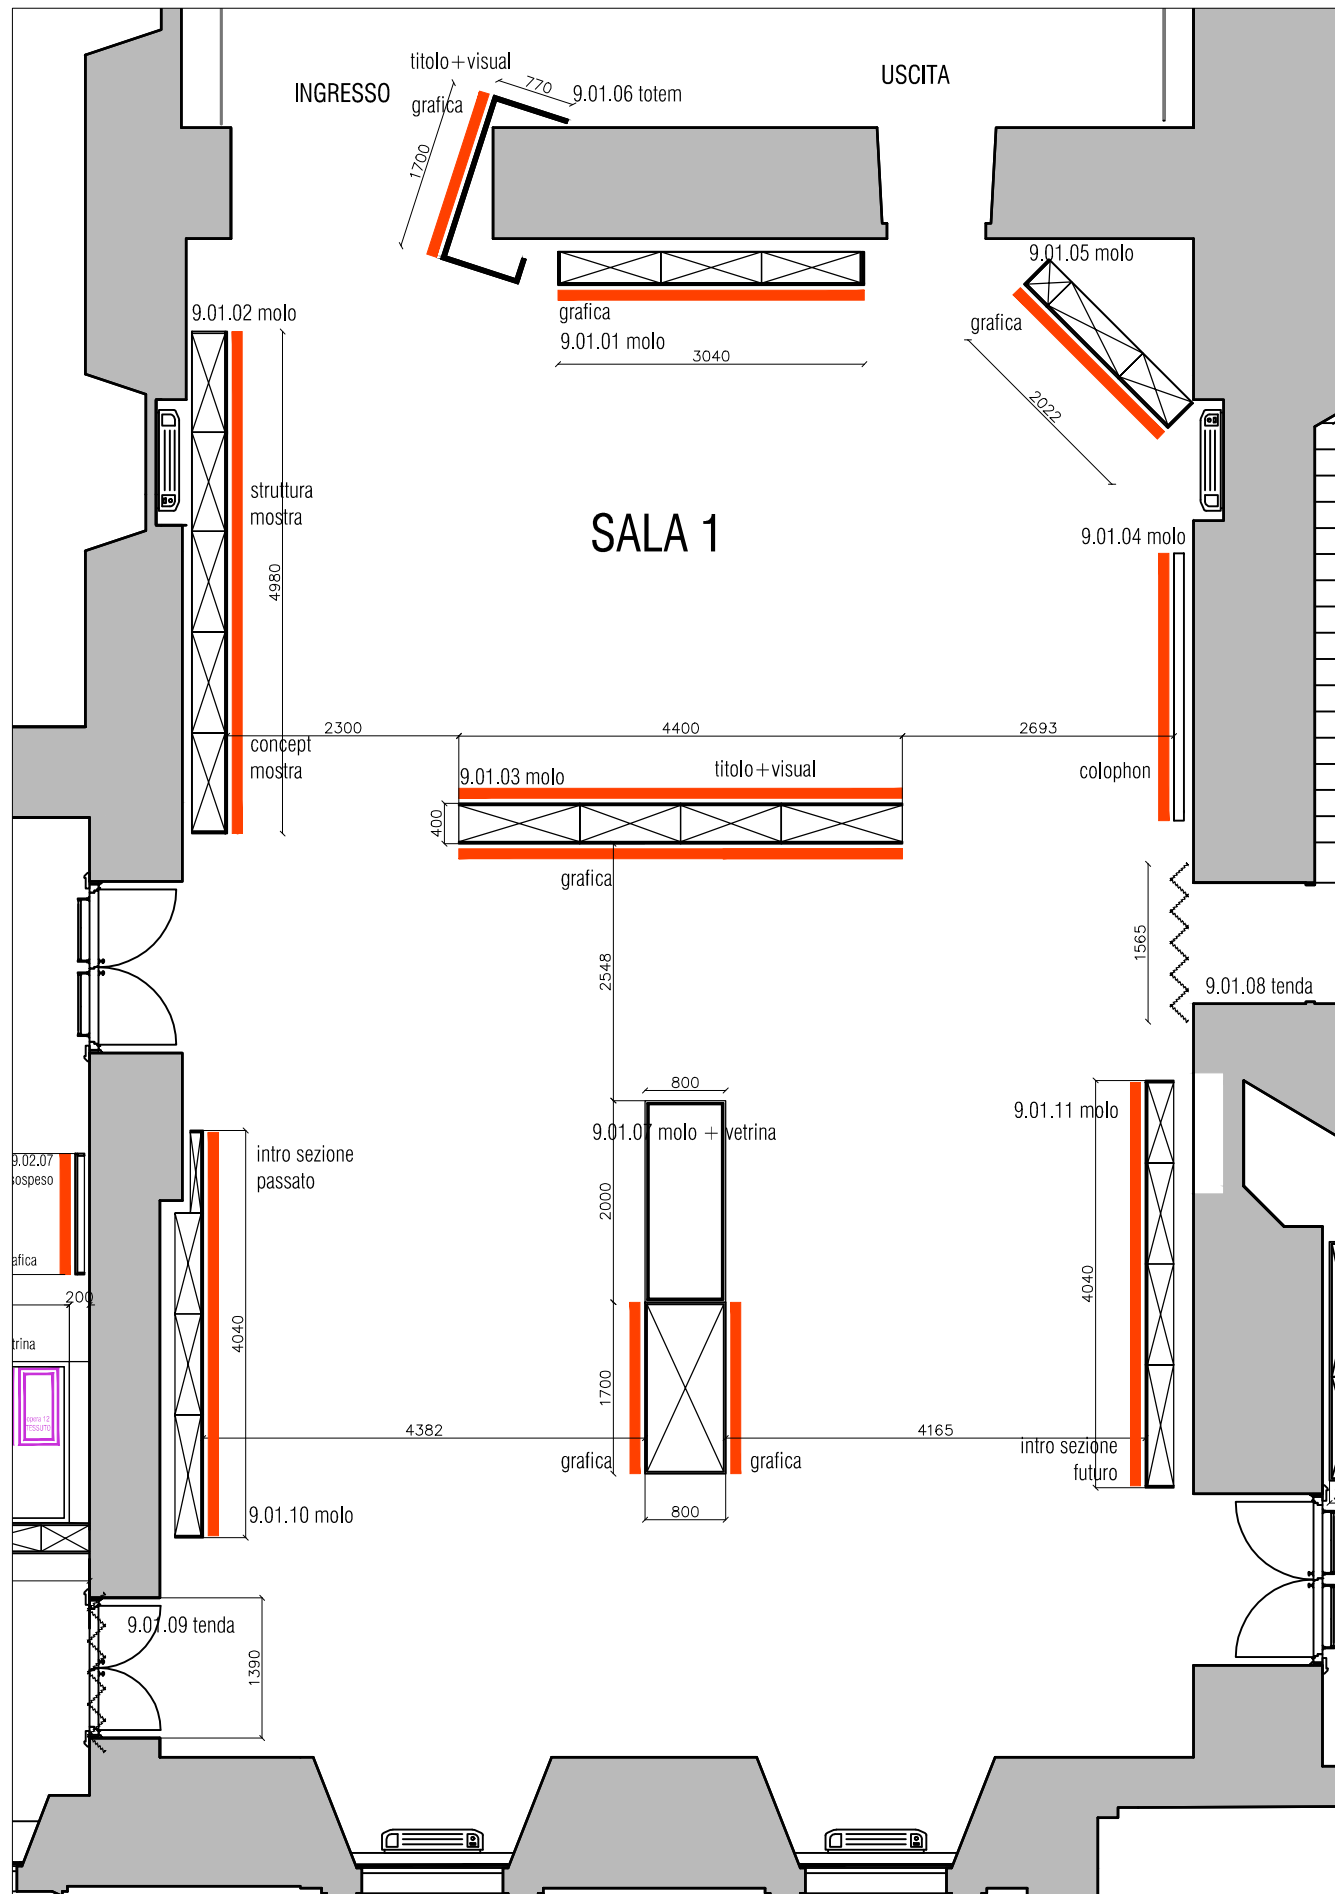 titolo+visual
INGRESSO
770
9.01.06 totem
USCITA
grafica
1700
9.01.05 molo
9.01.02 molo
grafica
9.01.01 molo
3040
grafica
2022
struttura
mostra
4980
SALA 1
9.01.04 molo
2300
4400
2693
concept
mostra
9.01.03 molo
titolo+visual
colophon
400
grafica
2548
1565
9.01.08 tenda
800
9.01.07 molo + vetrina
9.01.11 molo
intro sezione
passato
9.02.07
sospeso
2000
afica
200
4040
4040
trina
1700
opera 12
TESSUTO
4382
4165
grafica
grafica
intro sezione
futuro
9.01.10 molo
800
9.01.09 tenda
1390